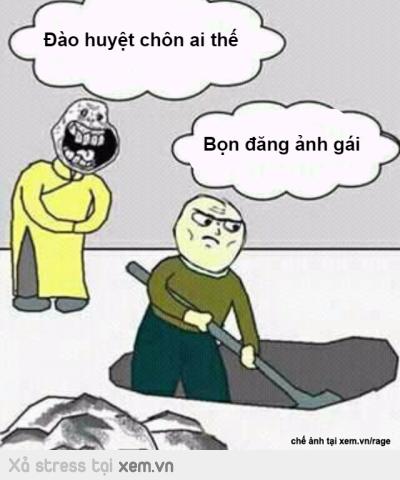 Đào huyệt chôn ai thế
Bọn đăng ảnh gái
chế ảnh tại xem.vn/rage
Xả stress tại xem.vn